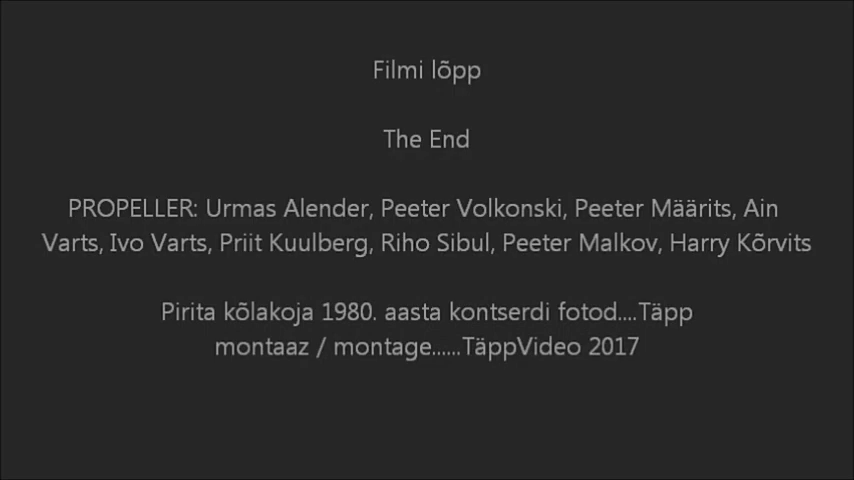 Filmi lõpp
The End
PROPELLER: Urmas Alender, Peeter Volkonski, Peeter Määrits, Ain
Varts, Ivo Varts, Priit Kuulberg, Riho Sibul, Peeter Malkov, Harry Kõrvits
Pirita kõlakoja 1980. aasta kontserdi fotod....Täpp
montaaz / montage......TäppVideo 2017